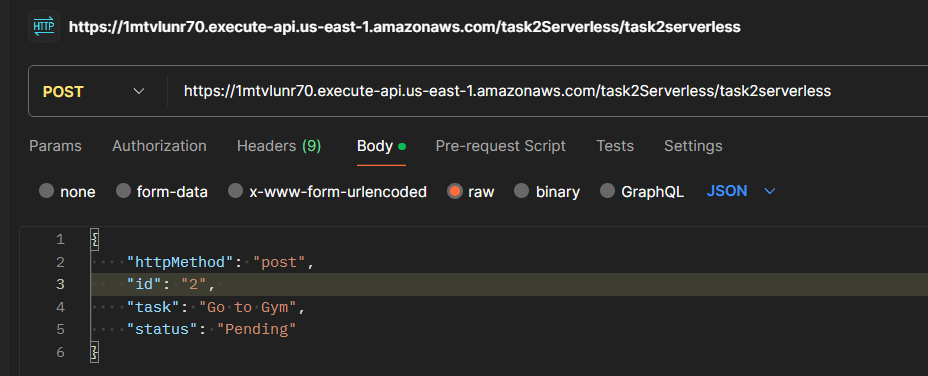 HTTP https://1mtvlunr70.execute-api.us-east-1.amazonaws.com/task2Serverless/task2serverless
POST https://1mtvlunr70.execute-api.us-east-1.amazonaws.com/task2Serverless/task2serverless
Params Authorization Headers (9) Body Pre-request Script Tests Settings
none form-data x-www-form-urlencoded raw binary GraphQL JSON
1 {
2 "httpMethod": "post",
3 "id": "2",
4 "task": "Go to Gym",
5 "status": "Pending"
6 }